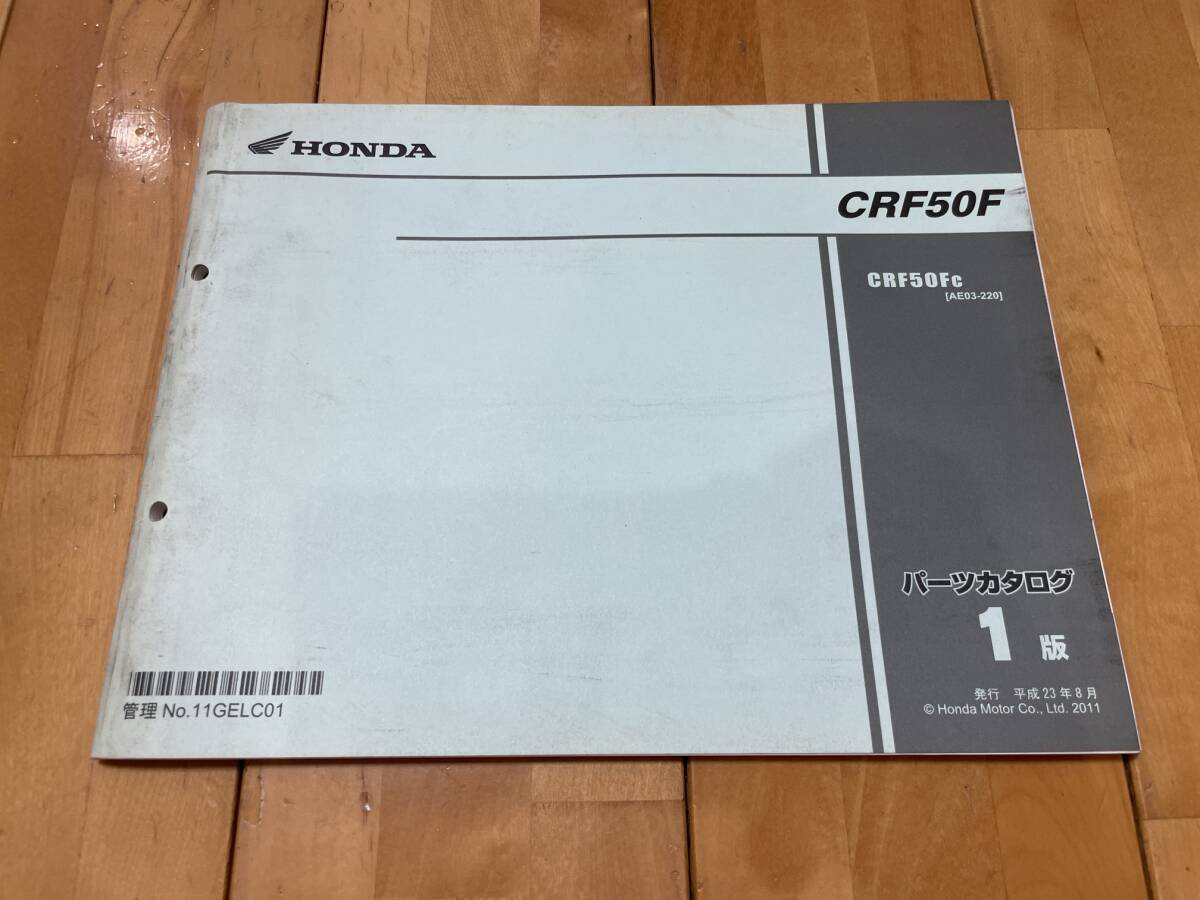 HONDA
CRF50F
CRF50Fc
[AE03-220]
パーツカタログ
1 版
発行 平成23年8月
© Honda Motor Co., Ltd. 2011
管理 No.11GELC01